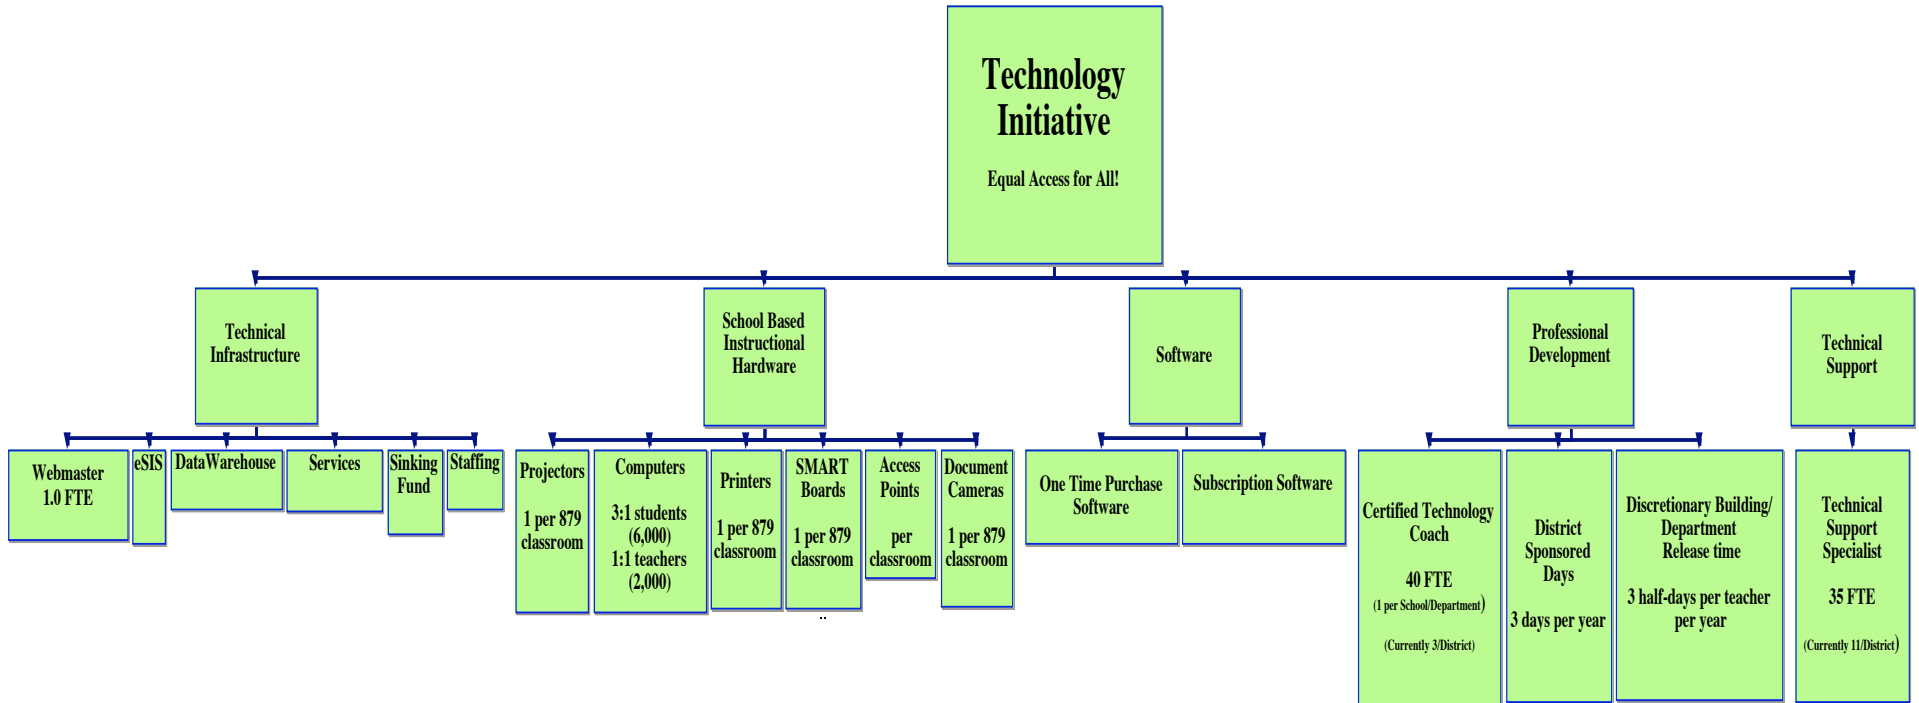 Technology
Initiative
Equal Access for All!
Technical
Infrastructure
School Based
Instructional
Hardware
Software
Professional
Development
Technical
Support
Webmaster
1.0 FTE
eSIS
DataWarehouse
Services
Sinking
Fund
Staffing
Projectors
1 per 879
classroom
Computers
3:1 students
(6,000)
1:1 teachers
(2,000)
Printers
1 per 879
classroom
SMART
Boards
1 per 879
classroom
..
Access
Points
per
classroom
Document
Cameras
1 per 879
classroom
One Time Purchase
Software
Subscription Software
Certified Technology
Coach
40 FTE
(1 per School/Department)
(Currently 3/District)
District
Sponsored
Days
3 days per year
Discretionary Building/
Department
Release time
3 half-days per teacher
per year
Technical
Support
Specialist
35 FTE
(Currently 11/District)